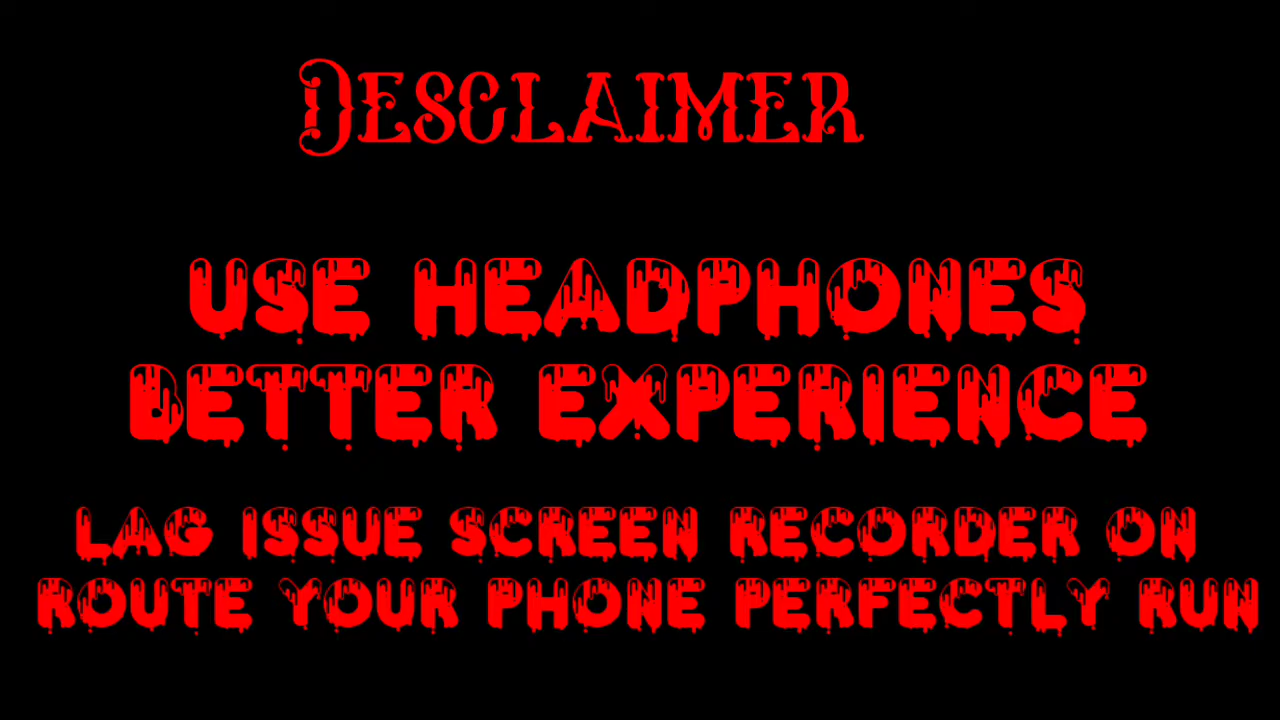 DESCLAIMER
USE HEADPHONES
BETTER EXPERIENCE
LAG ISSUE SCREEN RECORDER ON
ROUTE YOUR PHONE PERFECTLY RUN